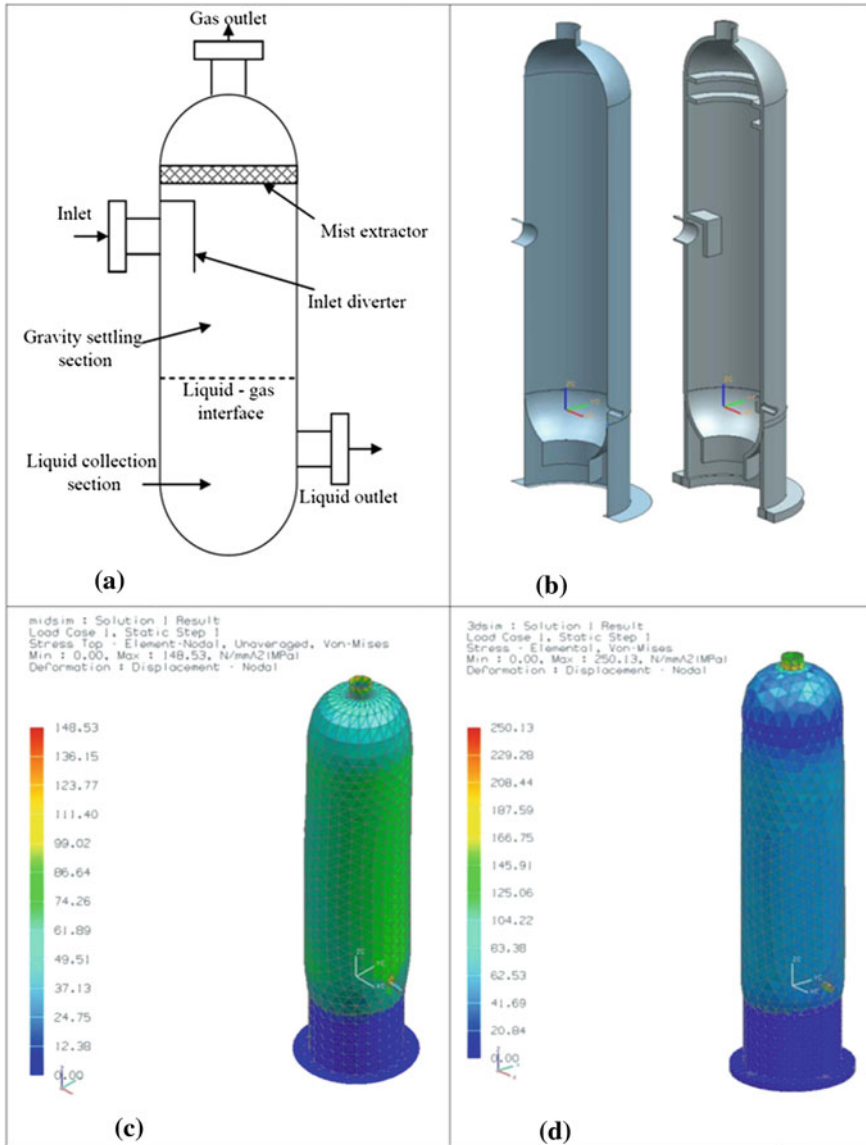 Gas outlet
Inlet
Mist extractor
Inlet diverter
Gravity settling
section
Liquid - gas
interface
Liquid collection
section
Liquid outlet
(a)
(b)
midsim : Solution 1 Result
Load Case 1, Static Step 1
Stress Top - Element-Nodal, Unaveraged, Von-Mises
Min : 0.00, Max : 148.53, N/mm^2(MPa)
Deformation : Displacement - Nodal
148.53
136.15
123.77
111.40
99.02
86.64
74.26
61.89
49.51
37.13
24.75
12.38
0.00
(c)
3dsim : Solution 1 Result
Load Case 1, Static Step 1
Stress - Elemental, Von-Mises
Min : 0.00, Max : 250.13, N/mm^2(MPa)
Deformation : Displacement - Nodal
250.13
229.28
208.44
187.59
166.75
145.91
125.06
104.22
83.38
62.53
41.69
20.84
0.00
(d)